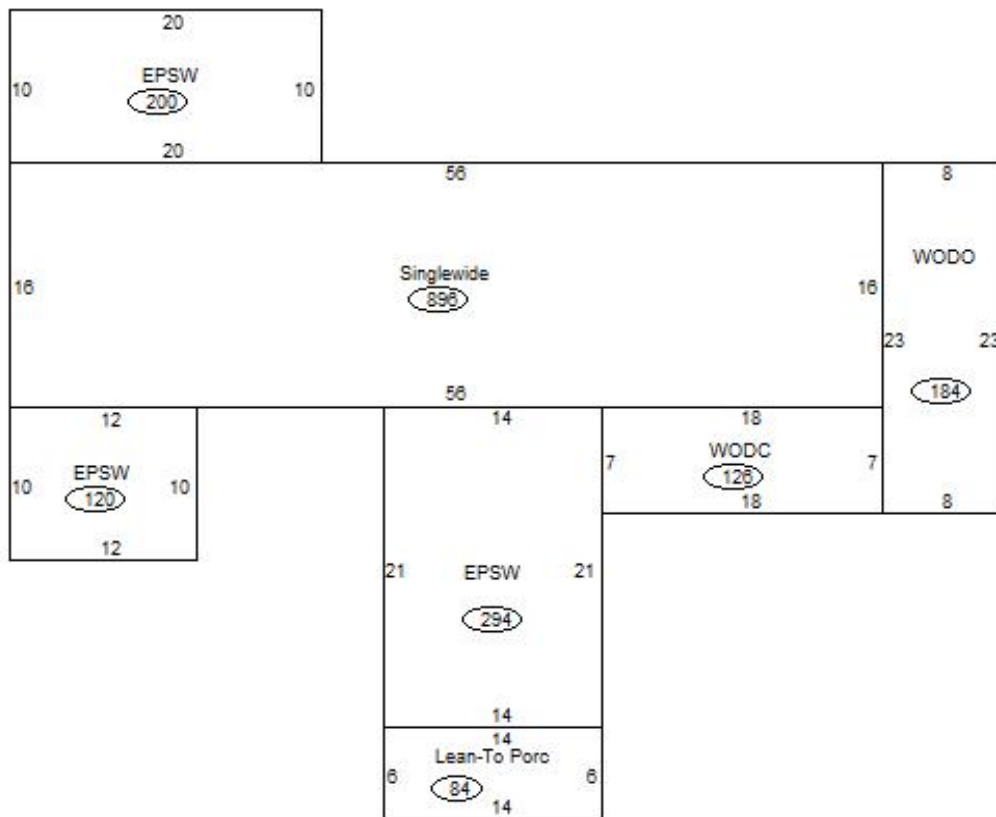 20
EPSW
10 200 10
20
56 8
WODO
Singlewide
16 896 16
23 23
184
56
12 14 18
WODC
EPSW 7 126 7
10 120 10 18 8
12
21 EPSW 21
294
14
14
Lean-To Porc
6 84 6
14